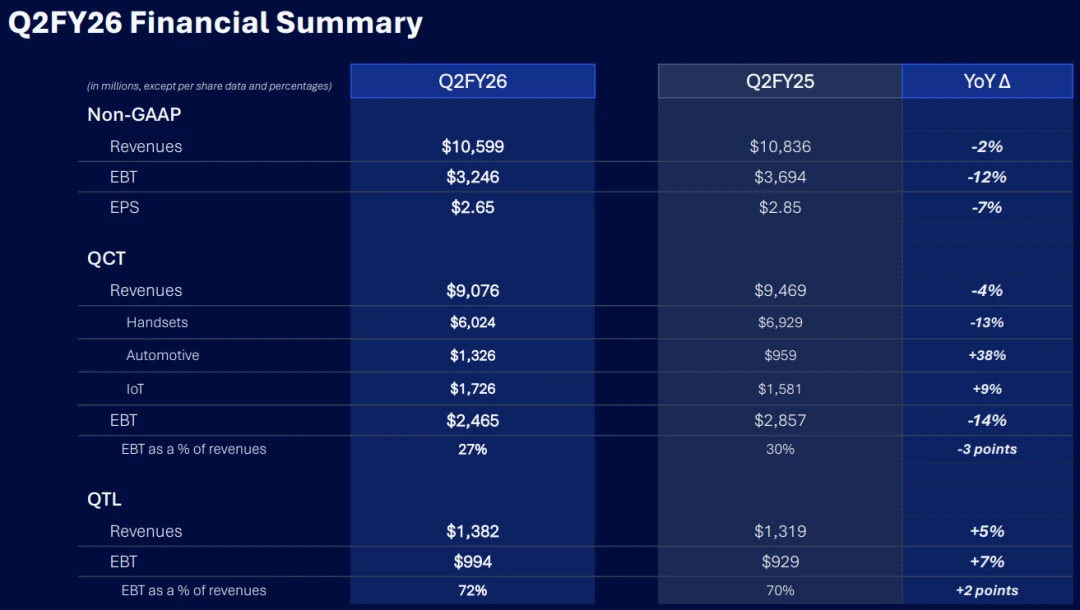 Q2FY26 Financial Summary
(in millions, except per share data and percentages) Q2FY26 Q2FY25 YoY Δ
Non-GAAP
Revenues $10,599 $10,836 -2%
EBT $3,246 $3,694 -12%
EPS $2.65 $2.85 -7%
QCT
Revenues $9,076 $9,469 -4%
Handsets $6,024 $6,929 -13%
Automotive $1,326 $959 +38%
IoT $1,726 $1,581 +9%
EBT $2,465 $2,857 -14%
EBT as a % of revenues 27% 30% -3 points
QTL
Revenues $1,382 $1,319 +5%
EBT $994 $929 +7%
EBT as a % of revenues 72% 70% +2 points